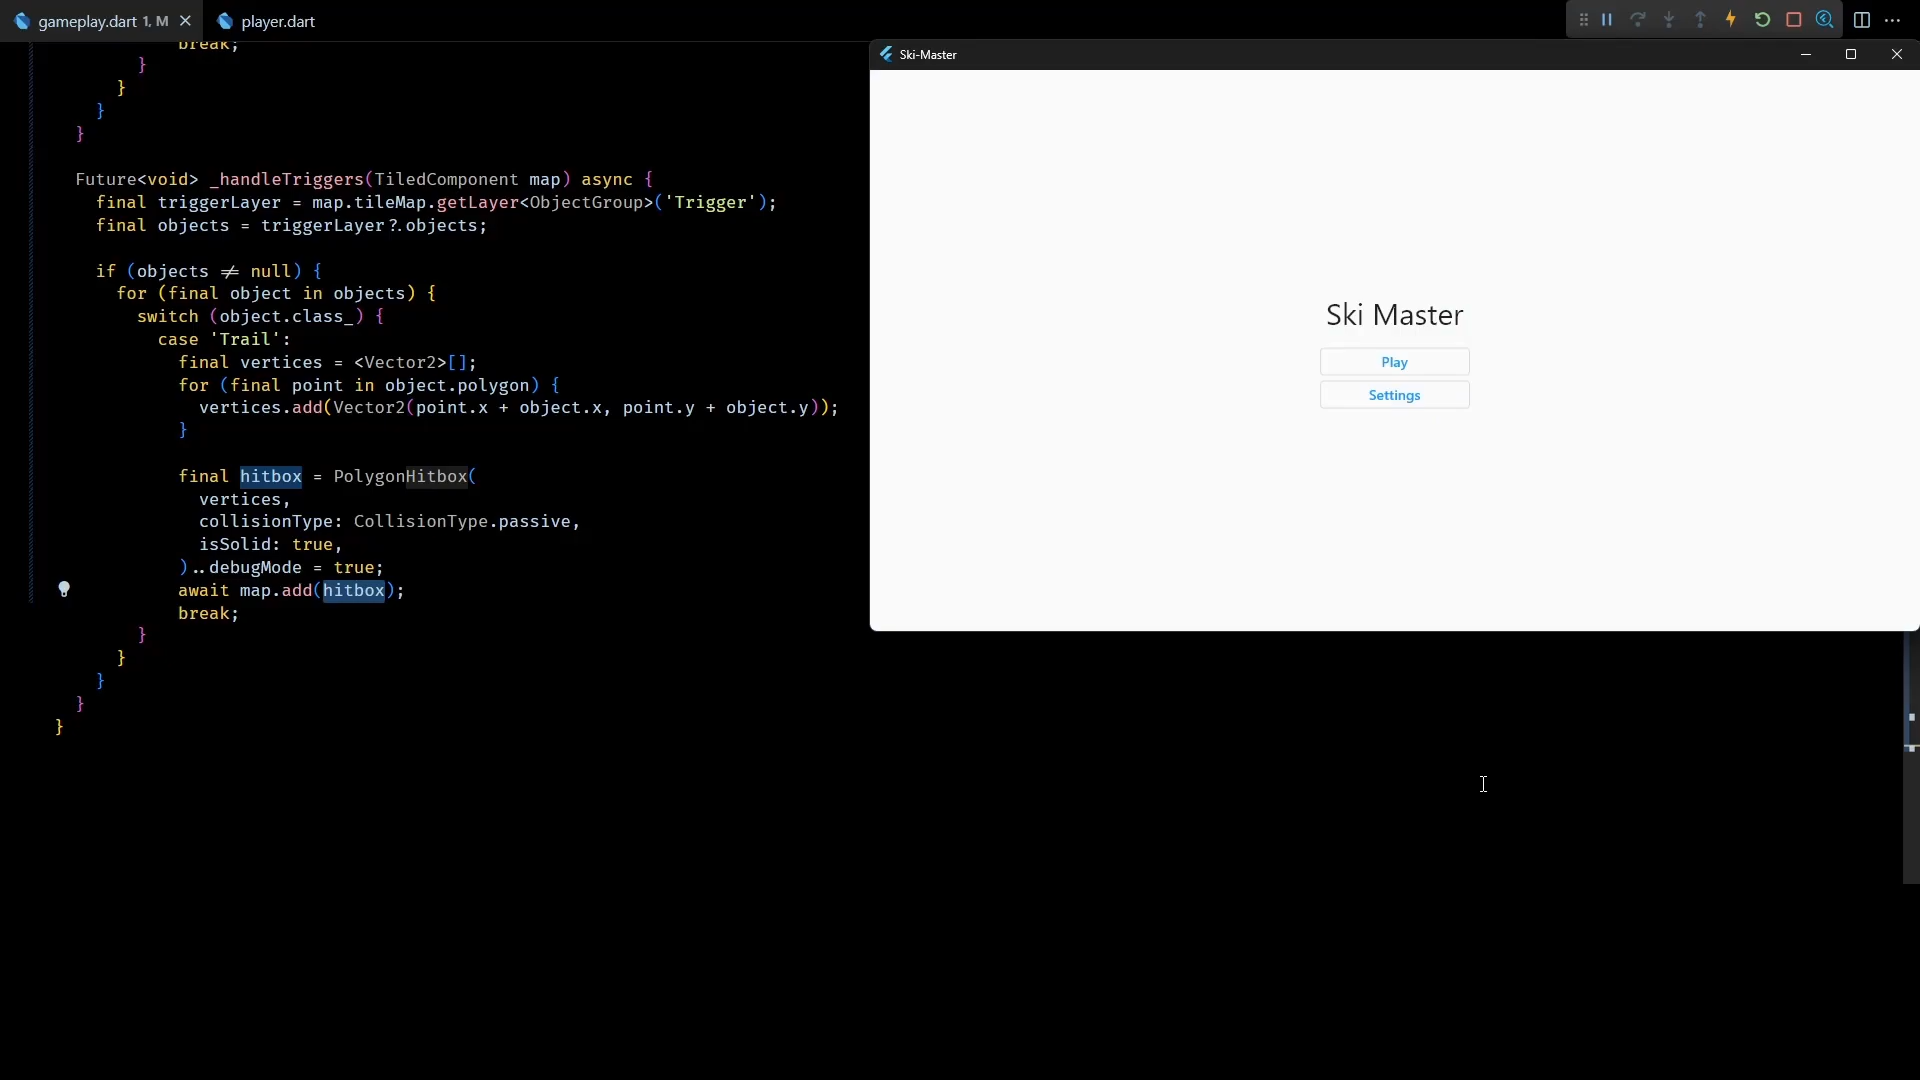 gameplay.dart 1, M
player.dart
break;
}
}
}
}
Future<void> _handleTriggers(TiledComponent map) async {
final triggerLayer = map.tileMap.getLayer<ObjectGroup>('Trigger');
final objects = triggerLayer?.objects;
if (objects ≠ null) {
for (final object in objects) {
switch (object.class_) {
case 'Trail':
final vertices = <Vector2>[];
for (final point in object.polygon) {
vertices.add(Vector2(point.x + object.x, point.y + object.y));
}
final hitbox = PolygonHitbox(
vertices,
collisionType: CollisionType.passive,
isSolid: true,
)..debugMode = true;
await map.add(hitbox);
break;
}
}
}
}
}
Ski-Master
Ski Master
Play
Settings